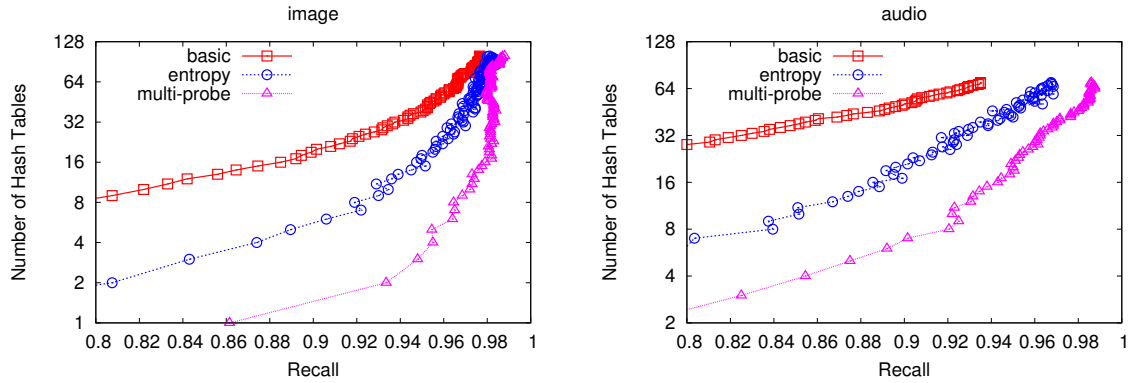 image
Number of Hash Tables
128
64
32
16
8
4
2
1
basic
entropy
multi-probe
0.8 0.82 0.84 0.86 0.88 0.9 0.92 0.94 0.96 0.98 1
Recall
audio
Number of Hash Tables
128
64
32
16
8
4
2
basic
entropy
multi-probe
0.8 0.82 0.84 0.86 0.88 0.9 0.92 0.94 0.96 0.98 1
Recall